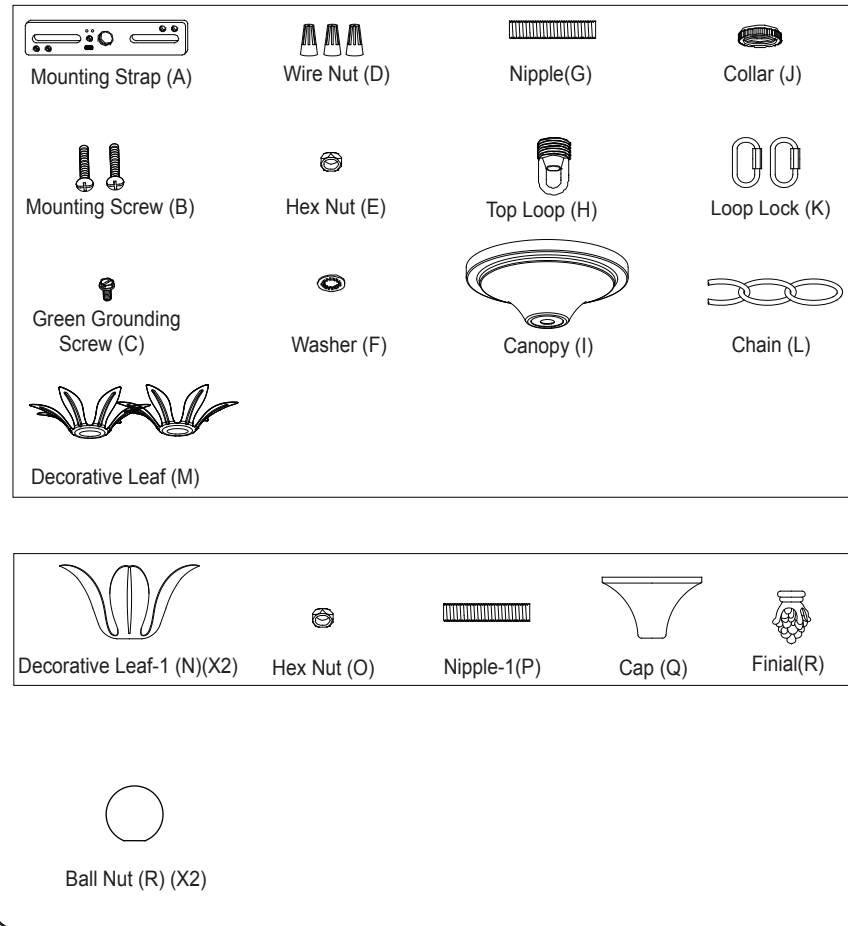 Mounting Strap (A)
Wire Nut (D)
Nipple(G)
Collar (J)
Mounting Screw (B)
Hex Nut (E)
Top Loop (H)
Loop Lock (K)
Green Grounding
Screw (C)
Washer (F)
Canopy (I)
Chain (L)
Decorative Leaf (M)
Decorative Leaf-1 (N)(X2)
Hex Nut (O)
Nipple-1(P)
Cap (Q)
Finial(R)
Ball Nut (R) (X2)